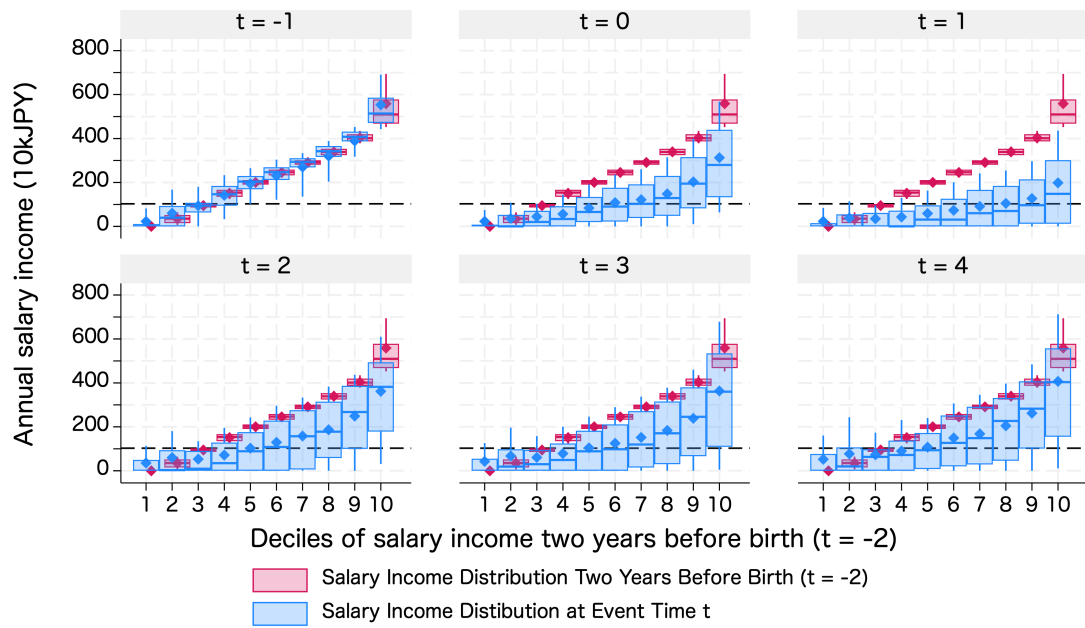 t = -1
t = 0
t = 1
Annual salary income (10kJPY)
800
600
400
200
0
t = 2
t = 3
t = 4
800
600
400
200
0
1 2 3 4 5 6 7 8 9 10
1 2 3 4 5 6 7 8 9 10
1 2 3 4 5 6 7 8 9 10
Deciles of salary income two years before birth (t = -2)
Salary Income Distribution Two Years Before Birth (t = -2)
Salary Income Distibution at Event Time t